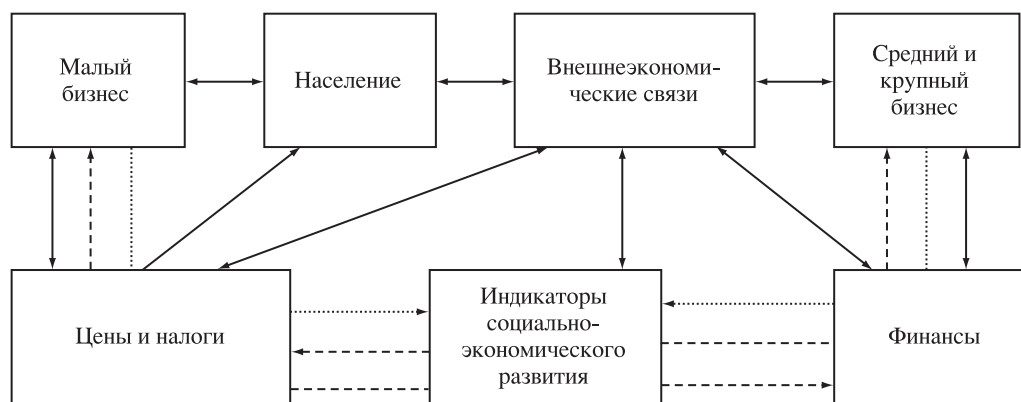 Малый
бизнес
Население
Внешнеэкономи-
ческие связи
Средний и
крупный
бизнес
Цены и налоги
Индикаторы
социально-
экономического
развития
Финансы